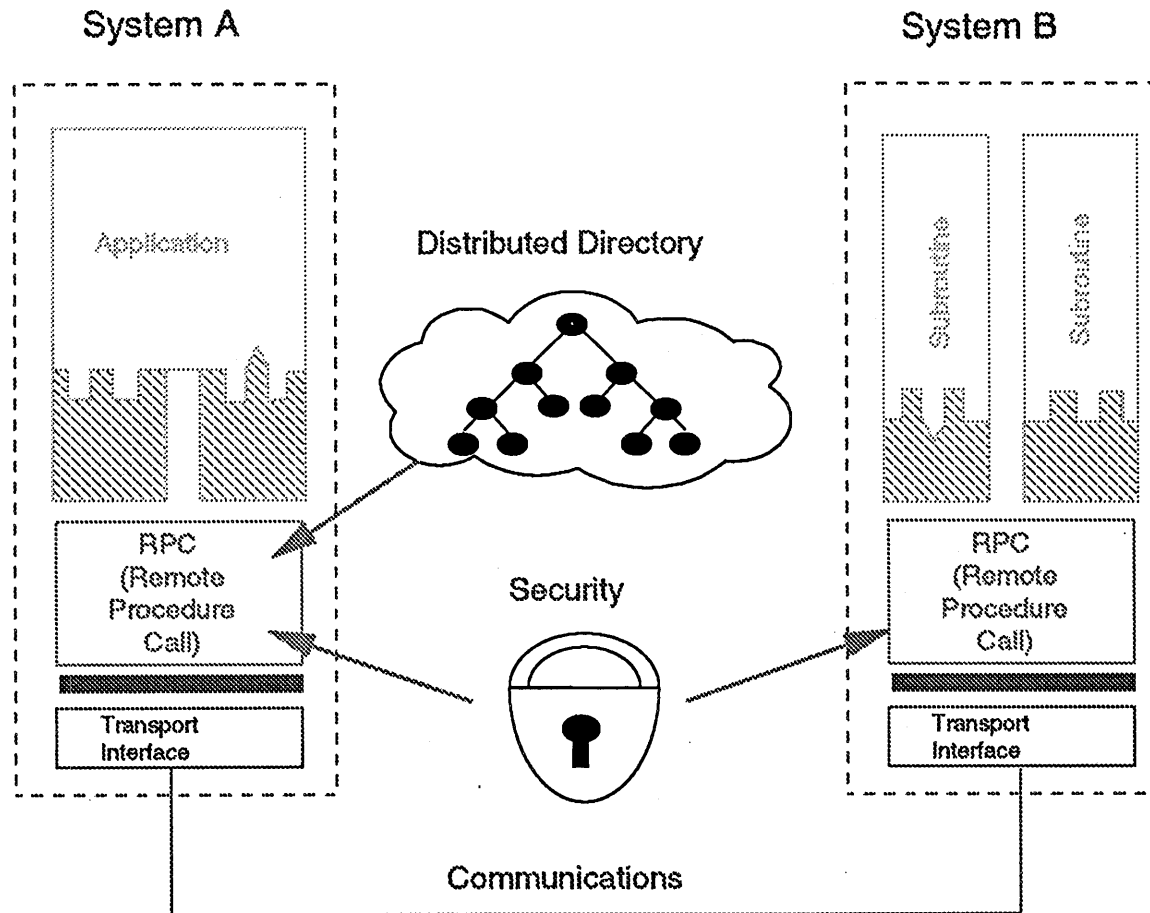 System A
System B
Application
Distributed Directory
Subroutine
Subroutine
RPC
(Remote
Procedure
Call)
Security
RPC
(Remote
Procedure
Call)
Transport
Interface
Transport
Interface
Communications